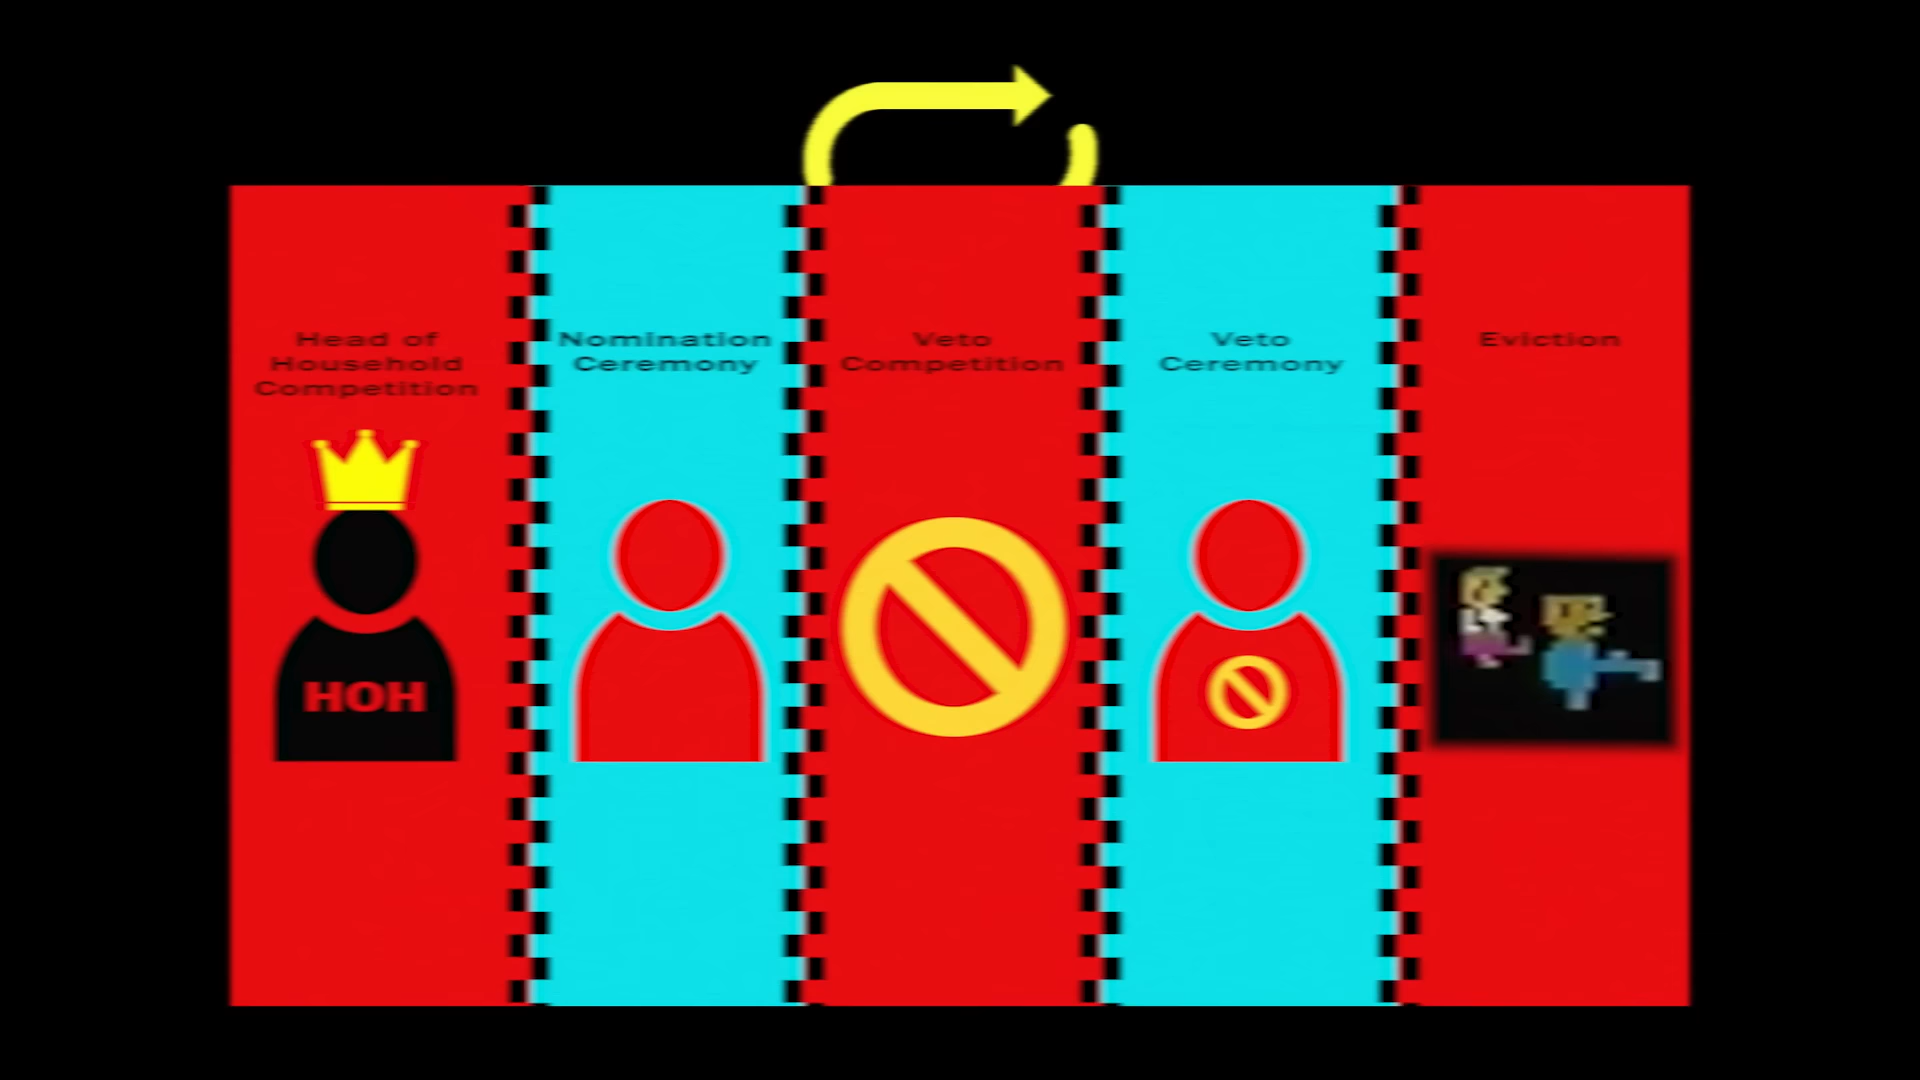 Head of
Household
Competition
Nomination
Ceremony
Veto
Competition
Veto
Ceremony
Eviction
HOH